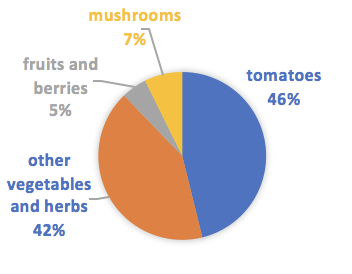 mushrooms
7%
fruits and
berries
5%
tomatoes
46%
other
vegetables
and herbs
42%